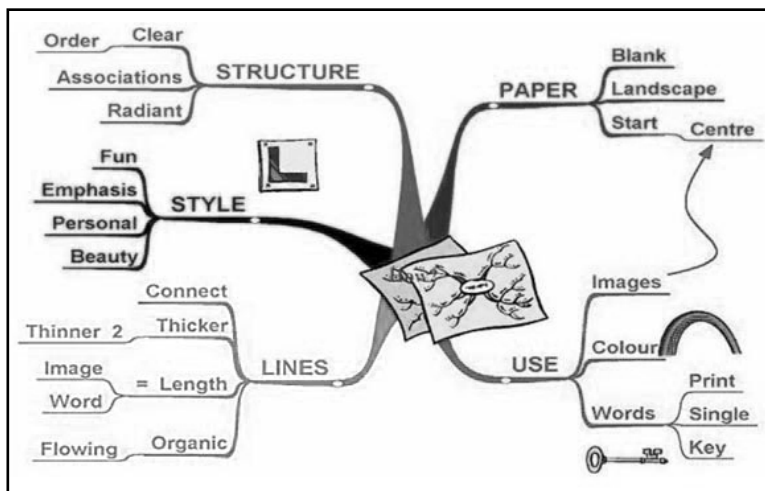 STRUCTURE
Clear
Order
Associations
Radiant
PAPER
Blank
Landscape
Start
Centre
STYLE
Fun
Emphasis
Personal
Beauty
LINES
Connect
Thicker
Thinner 2
= Length
Image
Word
Organic
Flowing
USE
Images
Colour
Words
Print
Single
Key
L